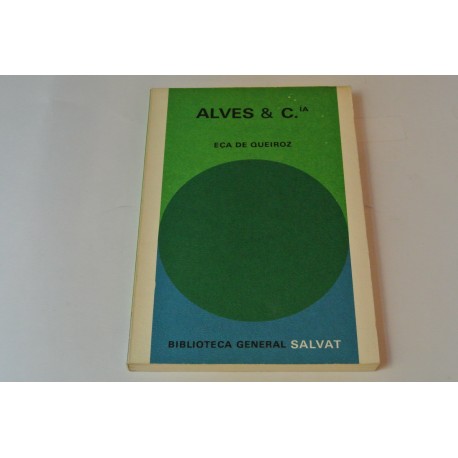 ALVES & C.IA
EÇA DE QUEIROZ
BIBLIOTECA GENERAL SALVAT